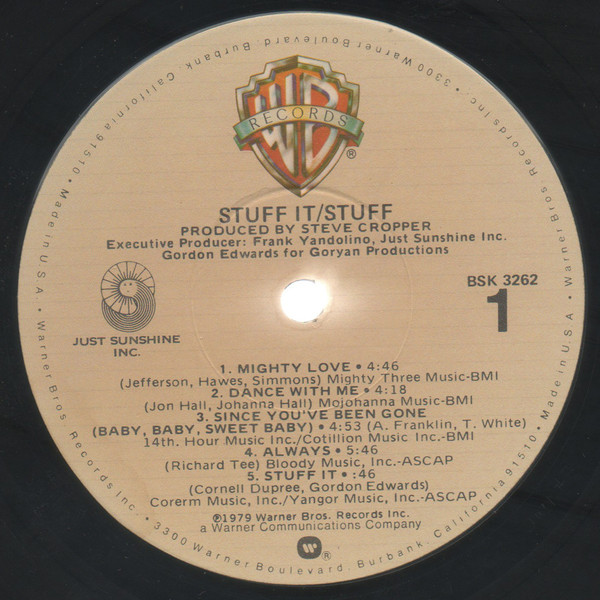 3300 Warner Boulevard, Burbank, California 91510 • Made in U.S.A. • Warner Bros. Records Inc. • 3300 Warner Boulevard, Burbank, California 91510 • Made in U.S.A. • Warner Bros. Records Inc. •
WB
RECORDS
®
STUFF IT/STUFF
PRODUCED BY STEVE CROPPER
Executive Producer: Frank Yandolino, Just Sunshine Inc.
Gordon Edwards for Goryan Productions
BSK 3262
1
JUST SUNSHINE
INC.
1. MIGHTY LOVE • 4:46
(Jefferson, Hawes, Simmons) Mighty Three Music-BMI
2. DANCE WITH ME • 4:18
(Jon Hall, Johanna Hall) Mojohanna Music-BMI
3. SINCE YOU'VE BEEN GONE
(BABY, BABY, SWEET BABY) • 4:53 (A. Franklin, T. White)
14th. Hour Music Inc./Cotillion Music Inc.-BMI
4. ALWAYS • 5:46
(Richard Tee) Bloody Music, Inc.-ASCAP
5. STUFF IT • :46
(Cornell Dupree, Gordon Edwards)
Corerm Music, Inc./Yangor Music, Inc.-ASCAP
℗1979 Warner Bros. Records Inc.
a Warner Communications Company
W ®